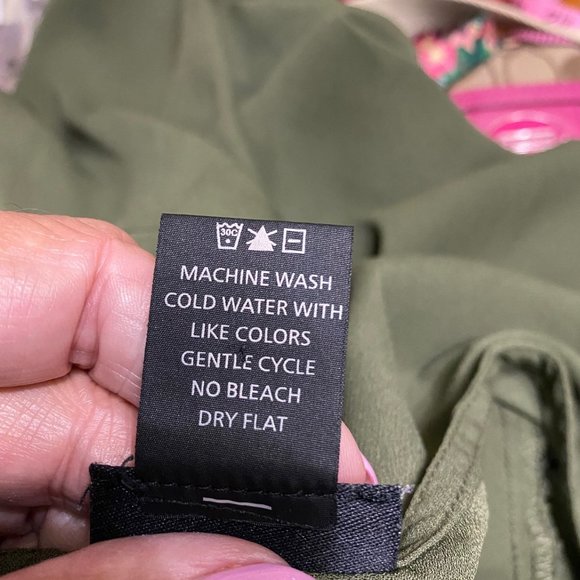 30C
MACHINE WASH
COLD WATER WITH
LIKE COLORS
GENTLE CYCLE
NO BLEACH
DRY FLAT